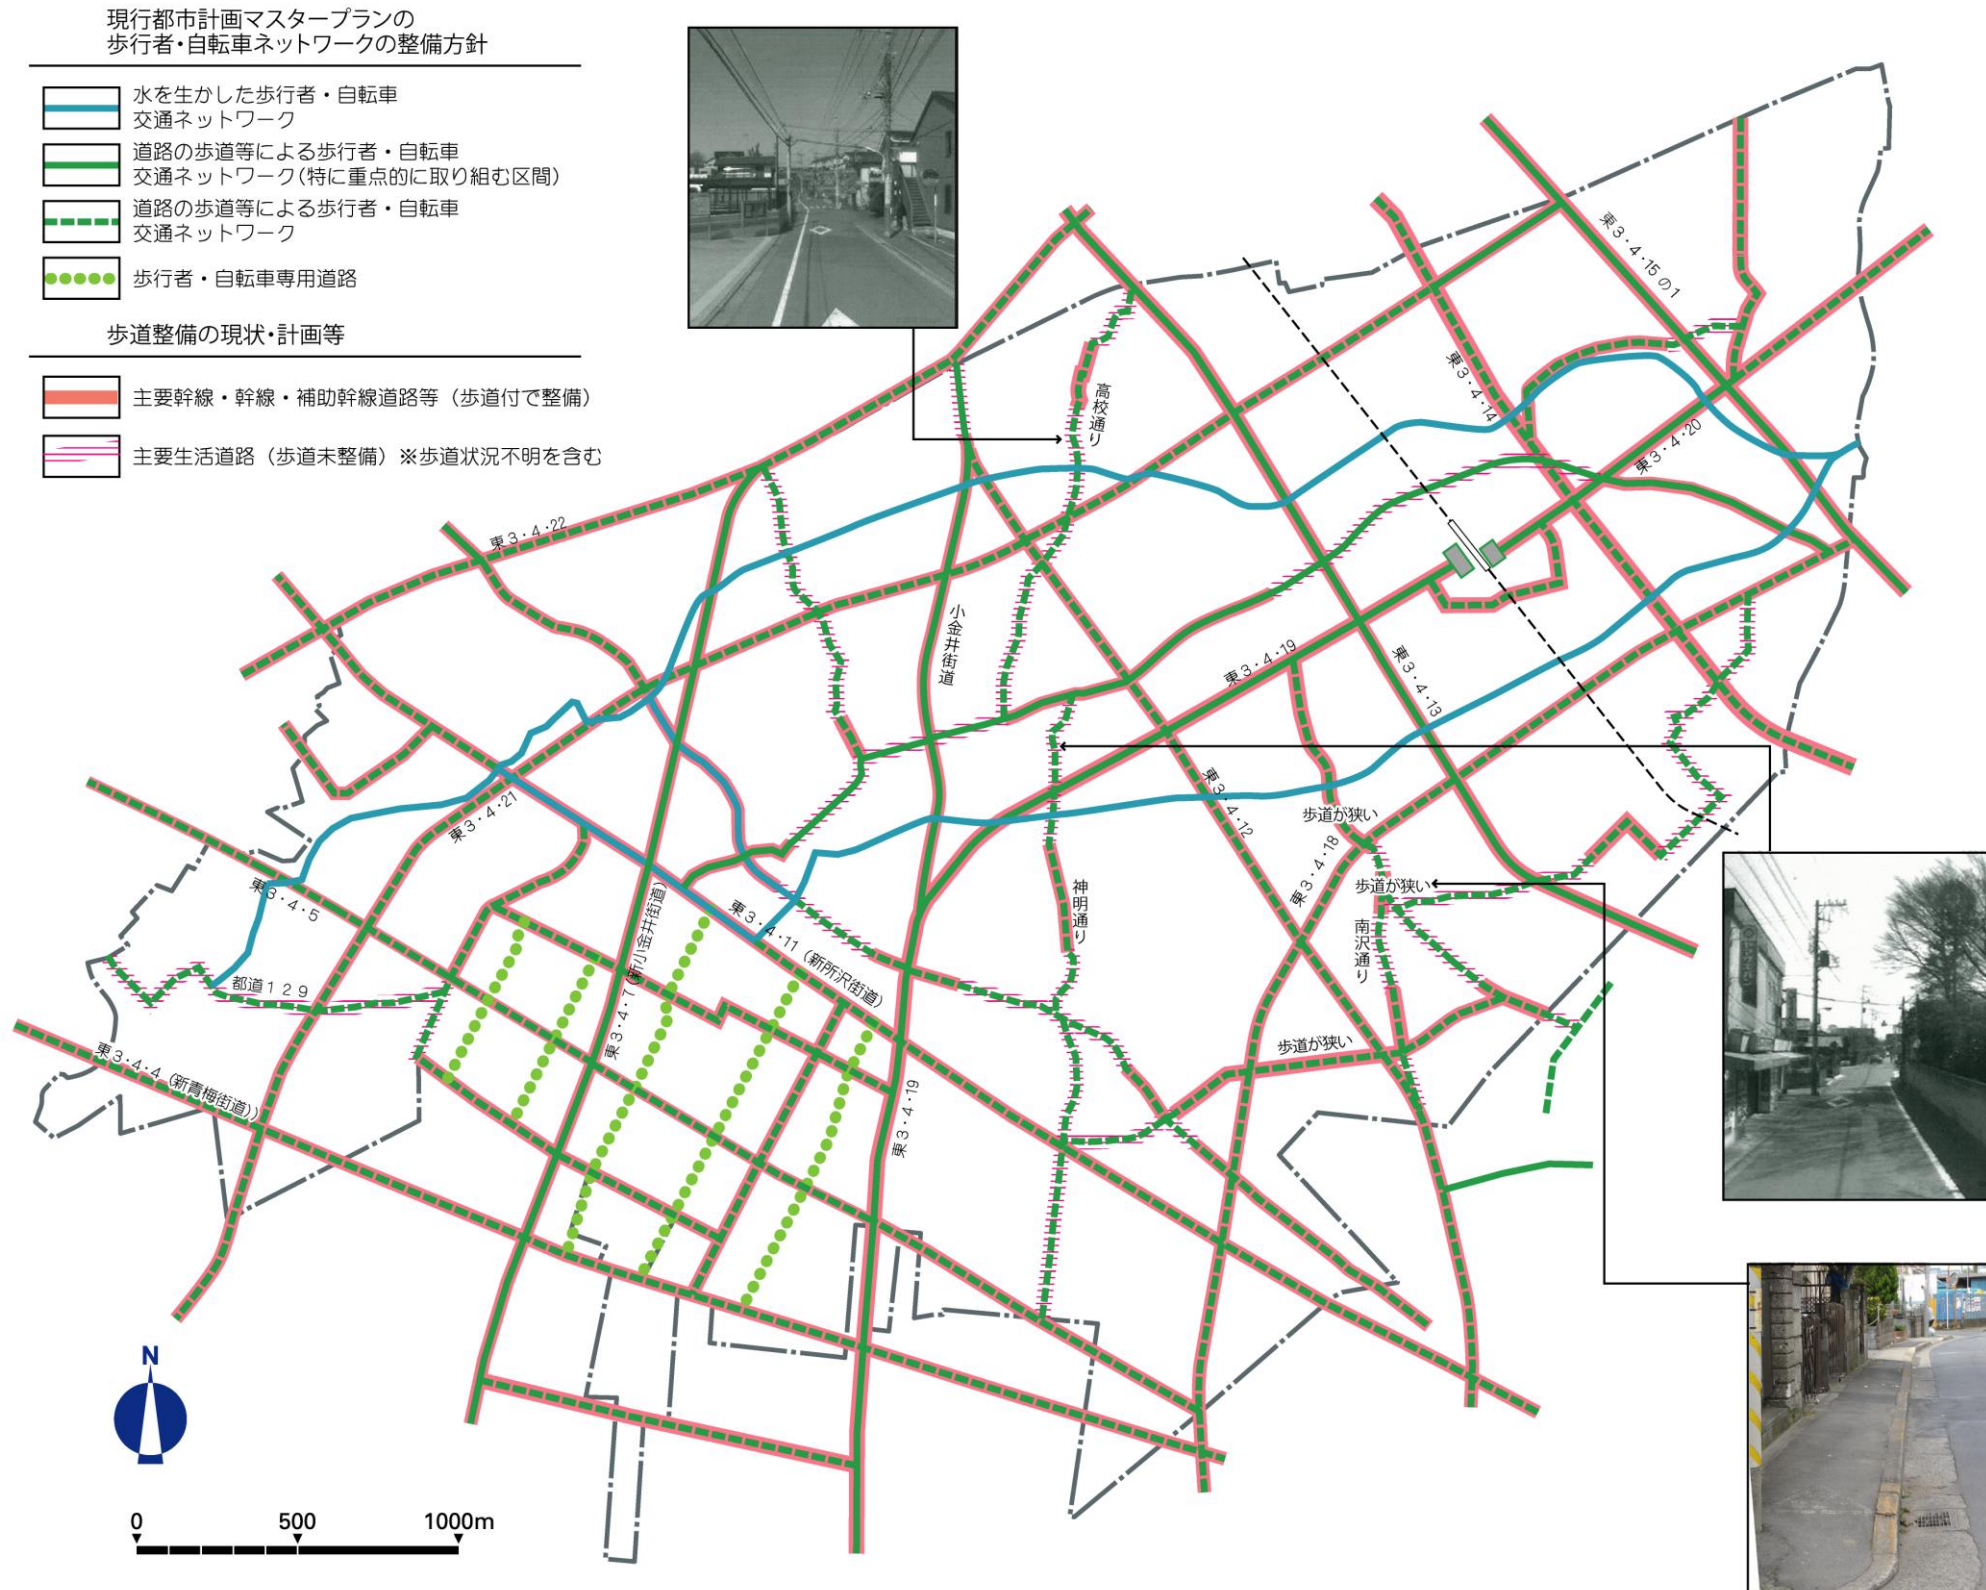 現行都市計画マスタープランの
歩行者・自転車ネットワークの整備方針
水を生かした歩行者・自転車
交通ネットワーク
道路の歩道等による歩行者・自転車
交通ネットワーク(特に重点的に取り組む区間)
道路の歩道等による歩行者・自転車
交通ネットワーク
歩行者・自転車専用道路
歩道整備の現状・計画等
主要幹線・幹線・補助幹線道路等（歩道付で整備）
主要生活道路（歩道未整備）※歩道状況不明を含む
東３・４・15の１
東３・４・14
高校通り
東３・４・20
東３・４・22
小金井街道
東３・４・19
東３・４・13
東３・４・21
東３・４・12
歩道が狭い
東３・４・18
歩道が狭い
東３・４・５
神明通り
東３・４・11（新所沢街道）
南沢通り
都道１２９
東３・４・７（新小金井街道）
歩道が狭い
東３・４・４（新青梅街道））
東３・４・19
N
0
500
1000m